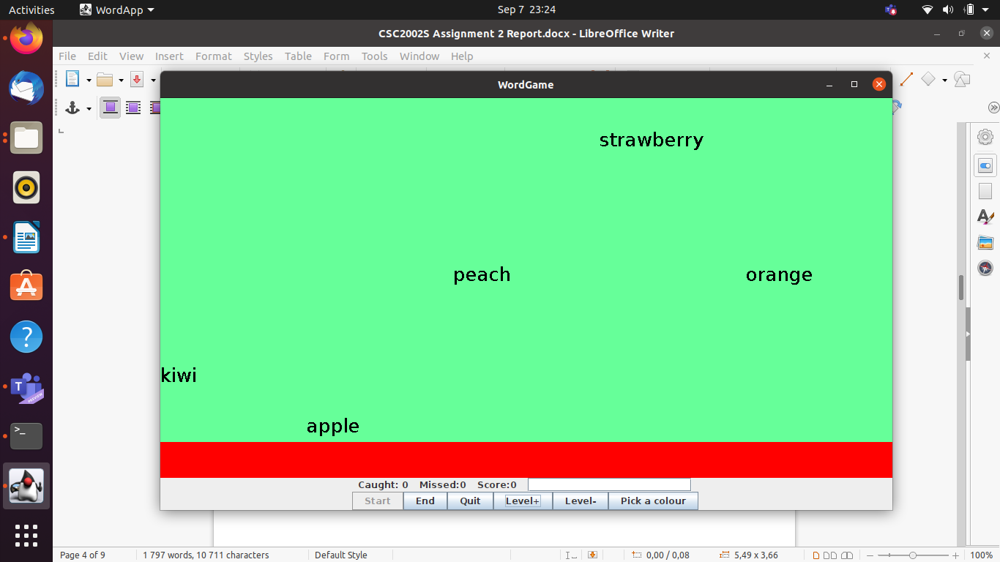 Activities WordApp Sep 7 23:24
CSC2002S Assignment 2 Report.docx - LibreOffice Writer
File Edit View Insert Format Styles Table Form Tools Window Help
WordGame
strawberry
peach orange
kiwi
apple
Caught: 0 Missed:0 Score:0
Start End Quit Level+ Level- Pick a colour
Page 4 of 9 1 797 words, 10 711 characters Default Style 0,00 / 0,08 5,49 x 3,66 100%